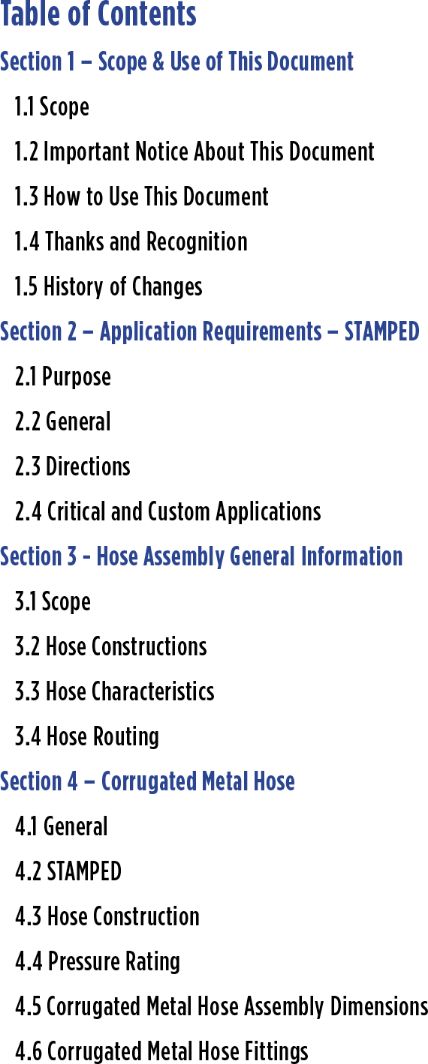 Table of Contents
Section 1 – Scope & Use of This Document
1.1 Scope
1.2 Important Notice About This Document
1.3 How to Use This Document
1.4 Thanks and Recognition
1.5 History of Changes
Section 2 – Application Requirements – STAMPED
2.1 Purpose
2.2 General
2.3 Directions
2.4 Critical and Custom Applications
Section 3 - Hose Assembly General Information
3.1 Scope
3.2 Hose Constructions
3.3 Hose Characteristics
3.4 Hose Routing
Section 4 – Corrugated Metal Hose
4.1 General
4.2 STAMPED
4.3 Hose Construction
4.4 Pressure Rating
4.5 Corrugated Metal Hose Assembly Dimensions
4.6 Corrugated Metal Hose Fittings